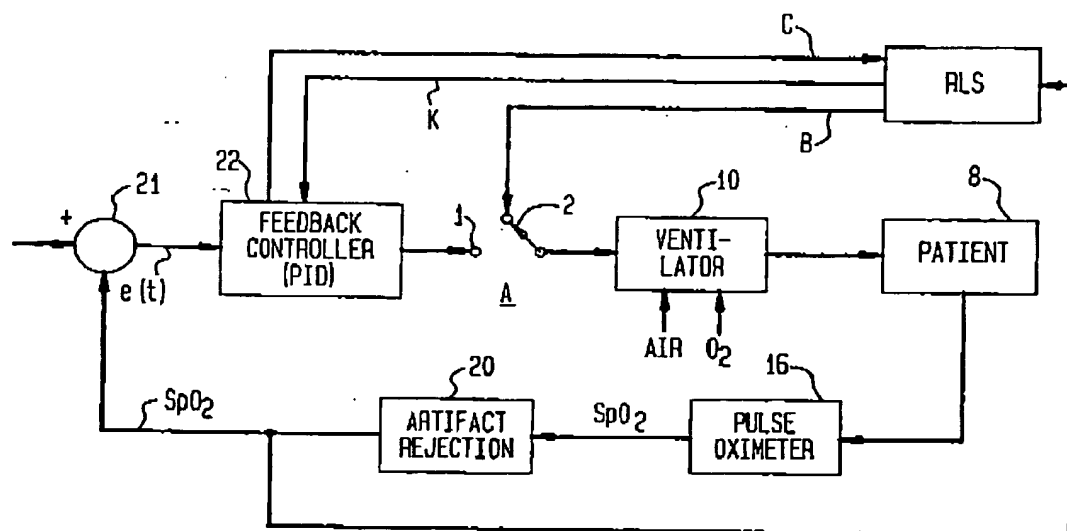 C
RLS
K
B
22
21
+
FEEDBACK
CONTROLLER
(PID)
1
2
10
VENTI-
LATOR
8
PATIENT
e(t)
A
AIR O2
20
16
SpO2
ARTIFACT
REJECTION
SpO2
PULSE
OXIMETER